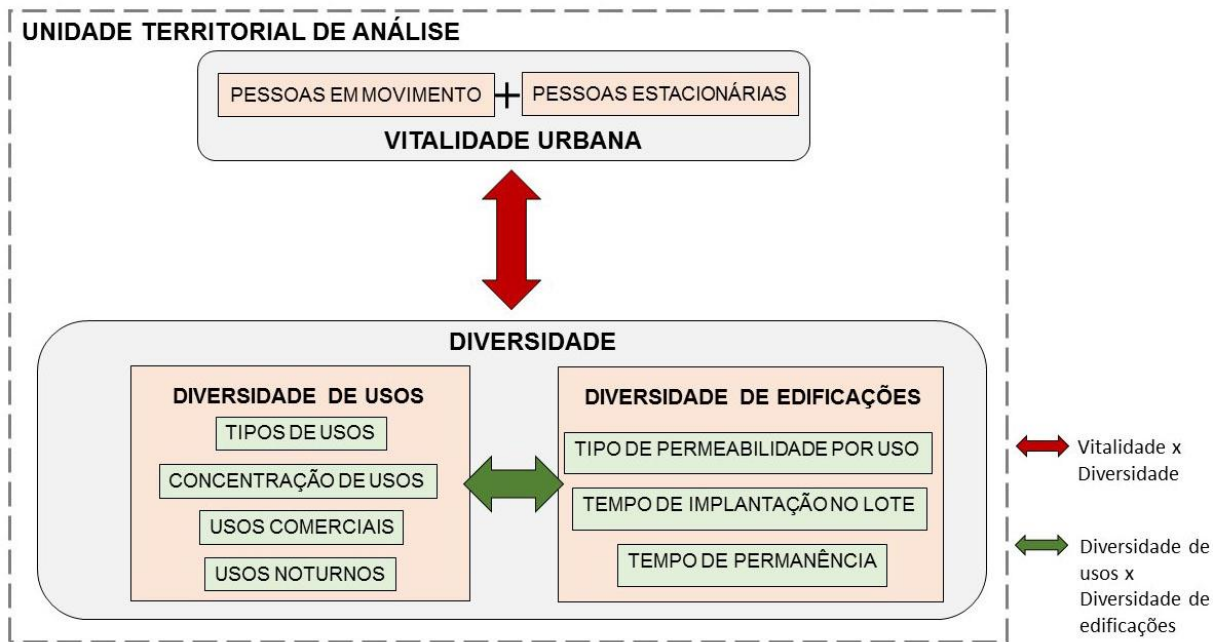 UNIDADE TERRITORIAL DE ANÁLISE
PESSOAS EM MOVIMENTO
+
PESSOAS ESTACIONÁRIAS
VITALIDADE URBANA
DIVERSIDADE
DIVERSIDADE DE USOS
TIPOS DE USOS
CONCENTRAÇÃO DE USOS
USOS COMERCIAIS
USOS NOTURNOS
DIVERSIDADE DE EDIFICAÇÕES
TIPO DE PERMEABILIDADE POR USO
TEMPO DE IMPLANTAÇÃO NO LOTE
TEMPO DE PERMANÊNCIA
Vitalidade x
Diversidade
Diversidade de
usos x
Diversidade de
edificações